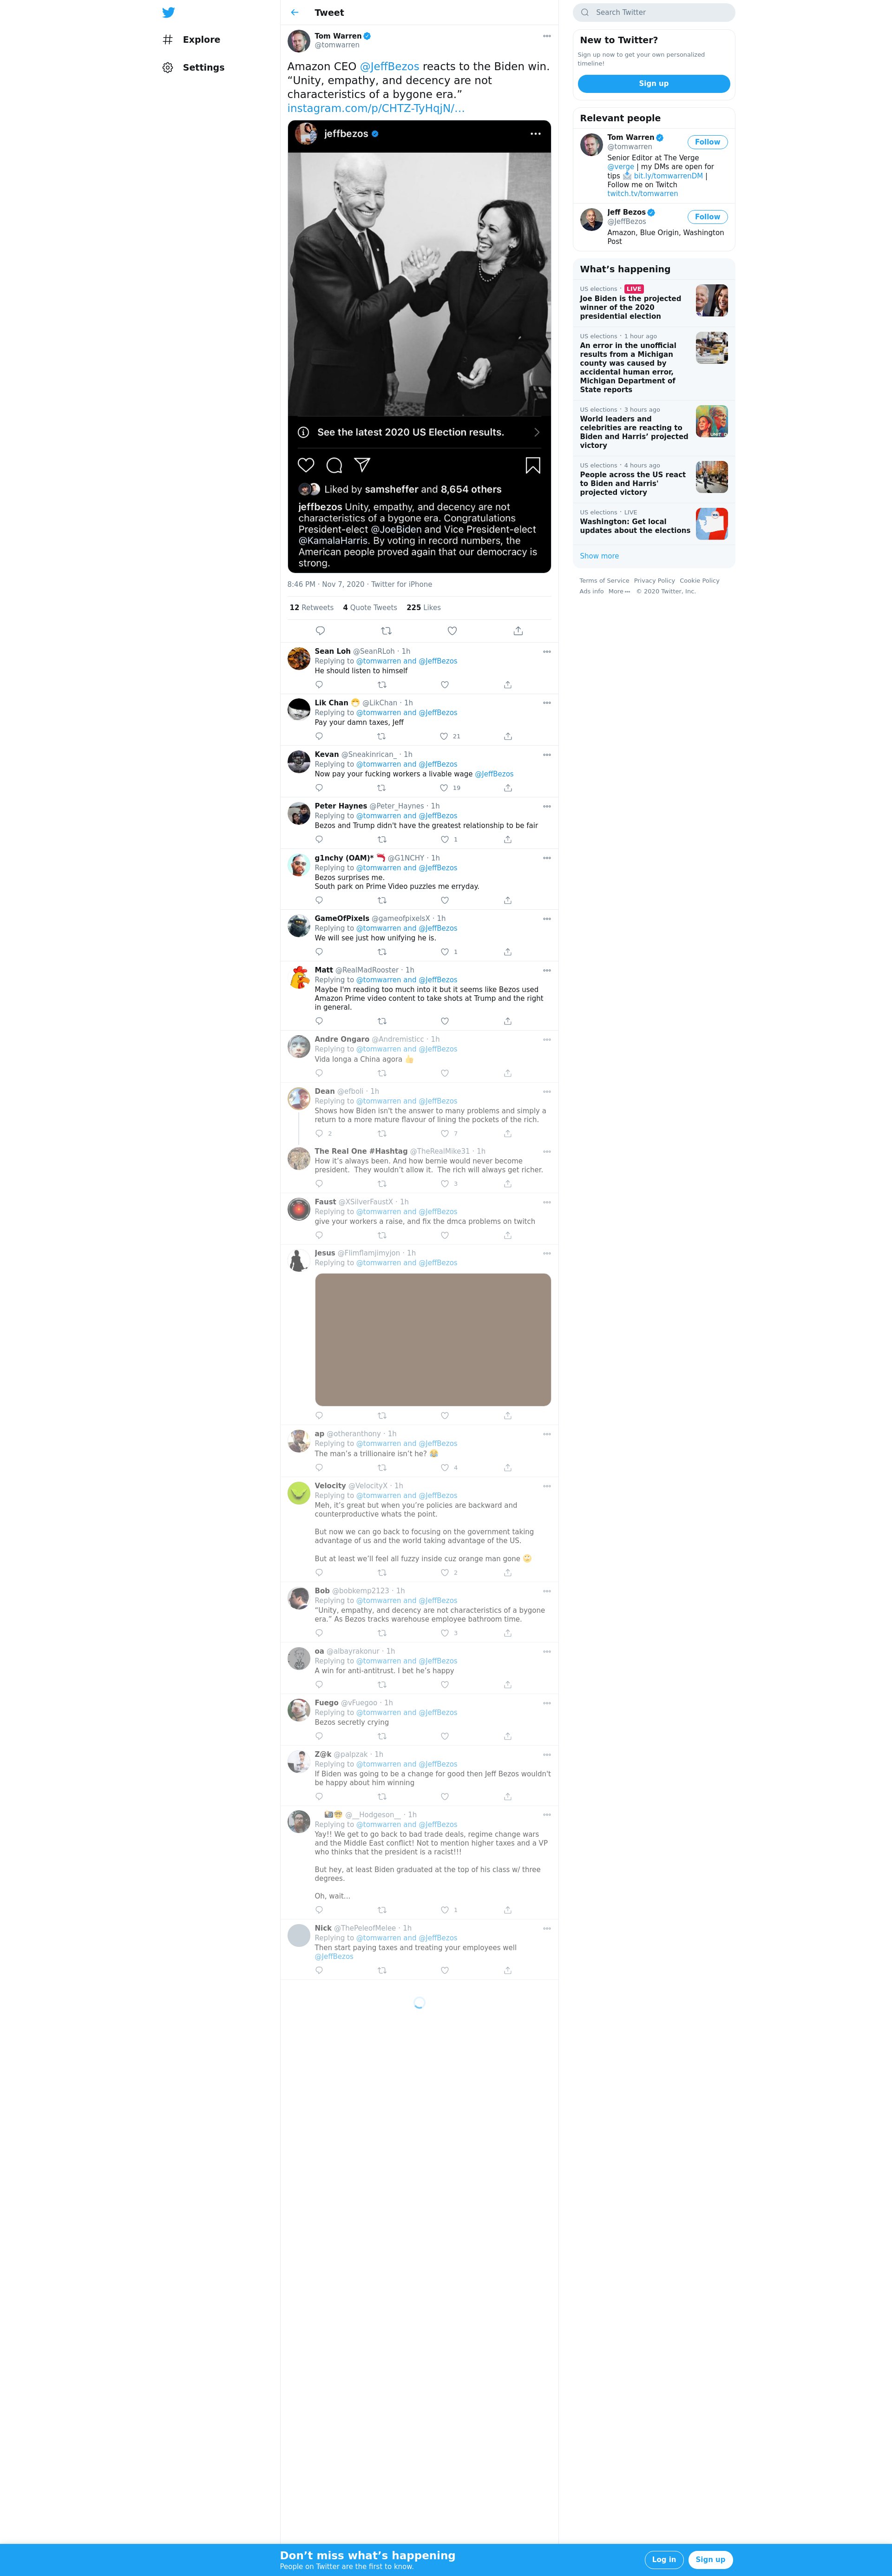 Explore
Settings
Tweet
Tom Warren
@tomwarren
Amazon CEO @JeffBezos reacts to the Biden win.
“Unity, empathy, and decency are not
characteristics of a bygone era.”
instagram.com/p/CHTZ-TyHqjN/…
jeffbezos
See the latest 2020 US Election results.
Liked by samsheffer and 8,654 others
jeffbezos Unity, empathy, and decency are not
characteristics of a bygone era. Congratulations
President-elect @JoeBiden and Vice President-elect
@KamalaHarris. By voting in record numbers, the
American people proved again that our democracy is
strong.
8:46 PM · Nov 7, 2020 · Twitter for iPhone
12 Retweets 4 Quote Tweets 225 Likes
Sean Loh @SeanRLoh · 1h
Replying to @tomwarren and @JeffBezos
He should listen to himself
Lik Chan 😷 @LikChan · 1h
Replying to @tomwarren and @JeffBezos
Pay your damn taxes, Jeff
21
Kevan @Sneakinrican_ · 1h
Replying to @tomwarren and @JeffBezos
Now pay your fucking workers a livable wage @JeffBezos
19
Peter Haynes @Peter_Haynes · 1h
Replying to @tomwarren and @JeffBezos
Bezos and Trump didn't have the greatest relationship to be fair
1
g1nchy (OAM)* @G1NCHY · 1h
Replying to @tomwarren and @JeffBezos
Bezos surprises me.
South park on Prime Video puzzles me erryday.
GameOfPixels @gameofpixelsX · 1h
Replying to @tomwarren and @JeffBezos
We will see just how unifying he is.
1
Matt @RealMadRooster · 1h
Replying to @tomwarren and @JeffBezos
Maybe I'm reading too much into it but it seems like Bezos used
Amazon Prime video content to take shots at Trump and the right
in general.
Andre Ongaro @Andremisticc · 1h
Replying to @tomwarren and @JeffBezos
Vida longa a China agora 👍
Dean @efboli · 1h
Replying to @tomwarren and @JeffBezos
Shows how Biden isn't the answer to many problems and simply a
return to a more mature flavour of lining the pockets of the rich.
2 7
The Real One #Hashtag @TheRealMike31 · 1h
How it’s always been. And how bernie would never become
president. They wouldn’t allow it. The rich will always get richer.
3
Faust @XSilverFaustX · 1h
Replying to @tomwarren and @JeffBezos
give your workers a raise, and fix the dmca problems on twitch
Jesus @Flimflamjimyjon · 1h
Replying to @tomwarren and @JeffBezos
ap @otheranthony · 1h
Replying to @tomwarren and @JeffBezos
The man’s a trillionaire isn’t he? 😂
4
Velocity @VelocityX · 1h
Replying to @tomwarren and @JeffBezos
Meh, it’s great but when you’re policies are backward and
counterproductive whats the point.
But now we can go back to focusing on the government taking
advantage of us and the world taking advantage of the US.
But at least we’ll feel all fuzzy inside cuz orange man gone 🙄
2
Bob @bobkemp2123 · 1h
Replying to @tomwarren and @JeffBezos
“Unity, empathy, and decency are not characteristics of a bygone
era.” As Bezos tracks warehouse employee bathroom time.
3
oa @albayrakonur · 1h
Replying to @tomwarren and @JeffBezos
A win for anti-antitrust. I bet he’s happy
Fuego @vFuegoo · 1h
Replying to @tomwarren and @JeffBezos
Bezos secretly crying
Z@k @palpzak · 1h
Replying to @tomwarren and @JeffBezos
If Biden was going to be a change for good then Jeff Bezos wouldn't
be happy about him winning
@__Hodgeson__ · 1h
Replying to @tomwarren and @JeffBezos
Yay!! We get to go back to bad trade deals, regime change wars
and the Middle East conflict! Not to mention higher taxes and a VP
who thinks that the president is a racist!!!
But hey, at least Biden graduated at the top of his class w/ three
degrees.
Oh, wait...
1
Nick @ThePeleofMelee · 1h
Replying to @tomwarren and @JeffBezos
Then start paying taxes and treating your employees well
@JeffBezos
Search Twitter
New to Twitter?
Sign up now to get your own personalized
timeline!
Sign up
Relevant people
Tom Warren
@tomwarren
Follow
Senior Editor at The Verge
@verge | my DMs are open for
tips 📩 bit.ly/tomwarrenDM |
Follow me on Twitch
twitch.tv/tomwarren
Jeff Bezos
@JeffBezos
Follow
Amazon, Blue Origin, Washington
Post
What’s happening
US elections · LIVE
Joe Biden is the projected
winner of the 2020
presidential election
US elections · 1 hour ago
An error in the unofficial
results from a Michigan
county was caused by
accidental human error,
Michigan Department of
State reports
US elections · 3 hours ago
World leaders and
celebrities are reacting to
Biden and Harris’ projected
victory
US elections · 4 hours ago
People across the US react
to Biden and Harris'
projected victory
US elections · LIVE
Washington: Get local
updates about the elections
Show more
Terms of Service Privacy Policy Cookie Policy
Ads info More © 2020 Twitter, Inc.
Don’t miss what’s happening
People on Twitter are the first to know.
Log in
Sign up